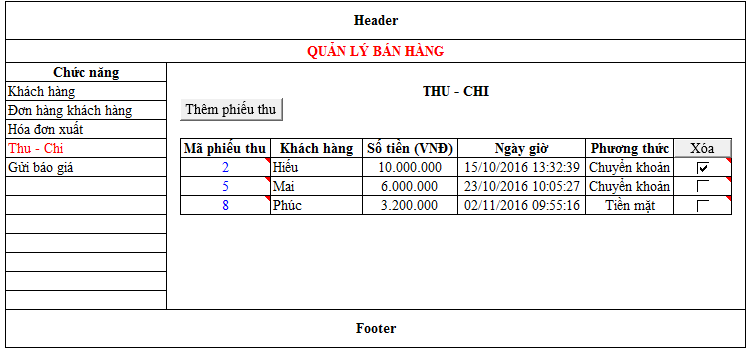 Header
QUẢN LÝ BÁN HÀNG
Chức năng
Khách hàng
Đơn hàng khách hàng
Hóa đơn xuất
Thu - Chi
Gửi báo giá
THU - CHI
Thêm phiếu thu
Mã phiếu thu Khách hàng Số tiền (VNĐ) Ngày giờ Phương thức Xóa
2 Hiếu 10.000.000 15/10/2016 13:32:39 Chuyển khoản
5 Mai 6.000.000 23/10/2016 10:05:27 Chuyển khoản
8 Phúc 3.200.000 02/11/2016 09:55:16 Tiền mặt
Footer